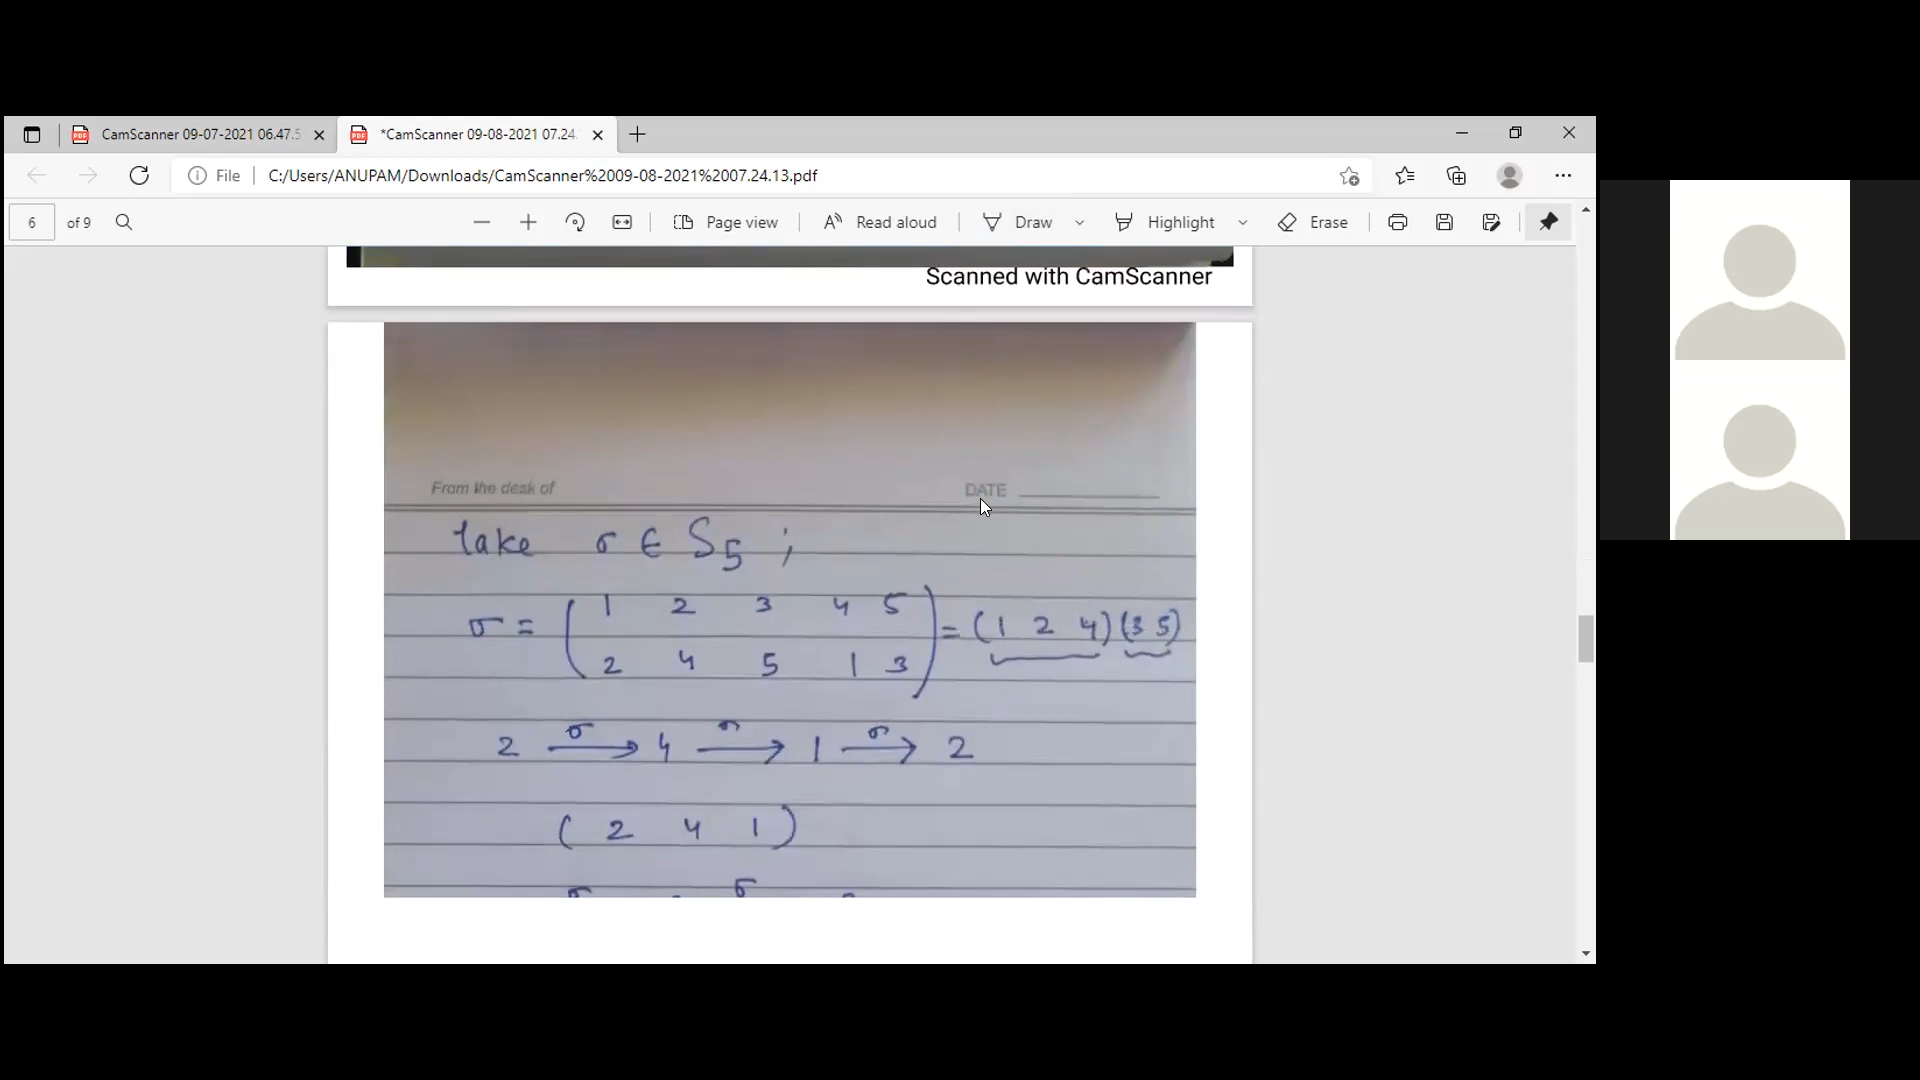 CamScanner 09-07-2021 06.47.5
*CamScanner 09-08-2021 07.24.
File C:/Users/ANUPAM/Downloads/CamScanner%2009-08-2021%2007.24.13.pdf
6 of 9 Page view Read aloud Draw Highlight Erase
Scanned with CamScanner
From the desk of DATE
take σ ∈ S5 ;
σ = ( 1 2 3 4 5
2 4 5 1 3 ) = (1 2 4) (3 5)
2 σ→ 4 σ→ 1 σ→ 2
( 2 4 1 )